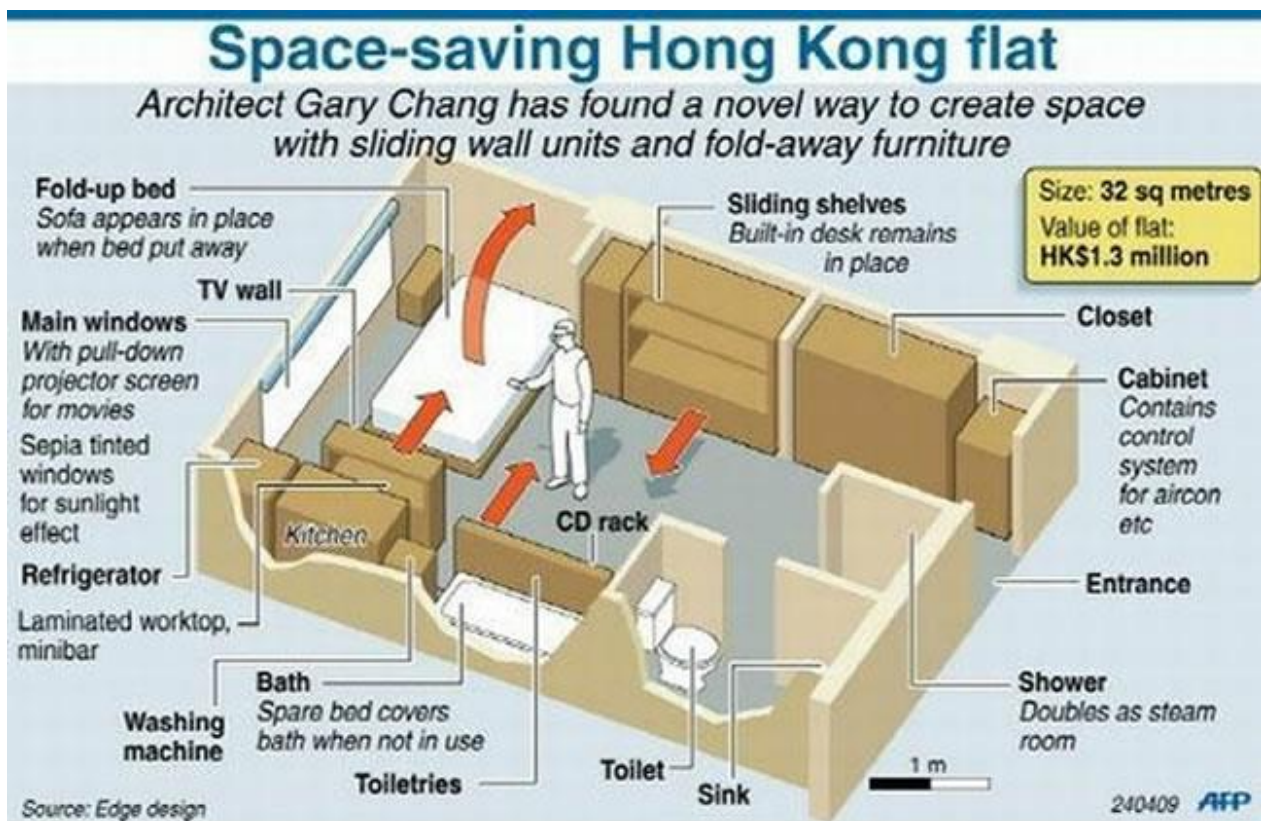 Space-saving Hong Kong flat
Architect Gary Chang has found a novel way to create space
with sliding wall units and fold-away furniture
Fold-up bed
Sofa appears in place
when bed put away
TV wall
Main windows
With pull-down
projector screen
for movies
Sepia tinted
windows
for sunlight
effect
Refrigerator
Laminated worktop,
minibar
Kitchen
Washing
machine
Bath
Spare bed covers
bath when not in use
Toiletries
CD rack
Toilet
Sink
Sliding shelves
Built-in desk remains
in place
Size: 32 sq metres
Value of flat:
HK$1.3 million
Closet
Cabinet
Contains
control
system
for aircon
etc
Entrance
Shower
Doubles as steam
room
1 m
Source: Edge design
240409 AFP